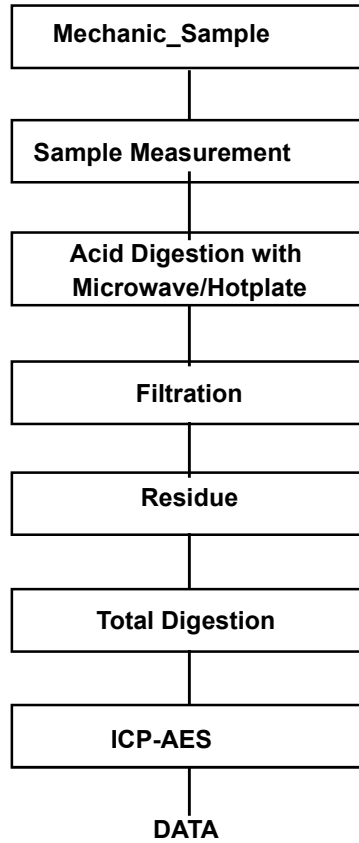 Mechanic_Sample
Sample Measurement
Acid Digestion with
Microwave/Hotplate
Filtration
Residue
Total Digestion
ICP-AES
DATA